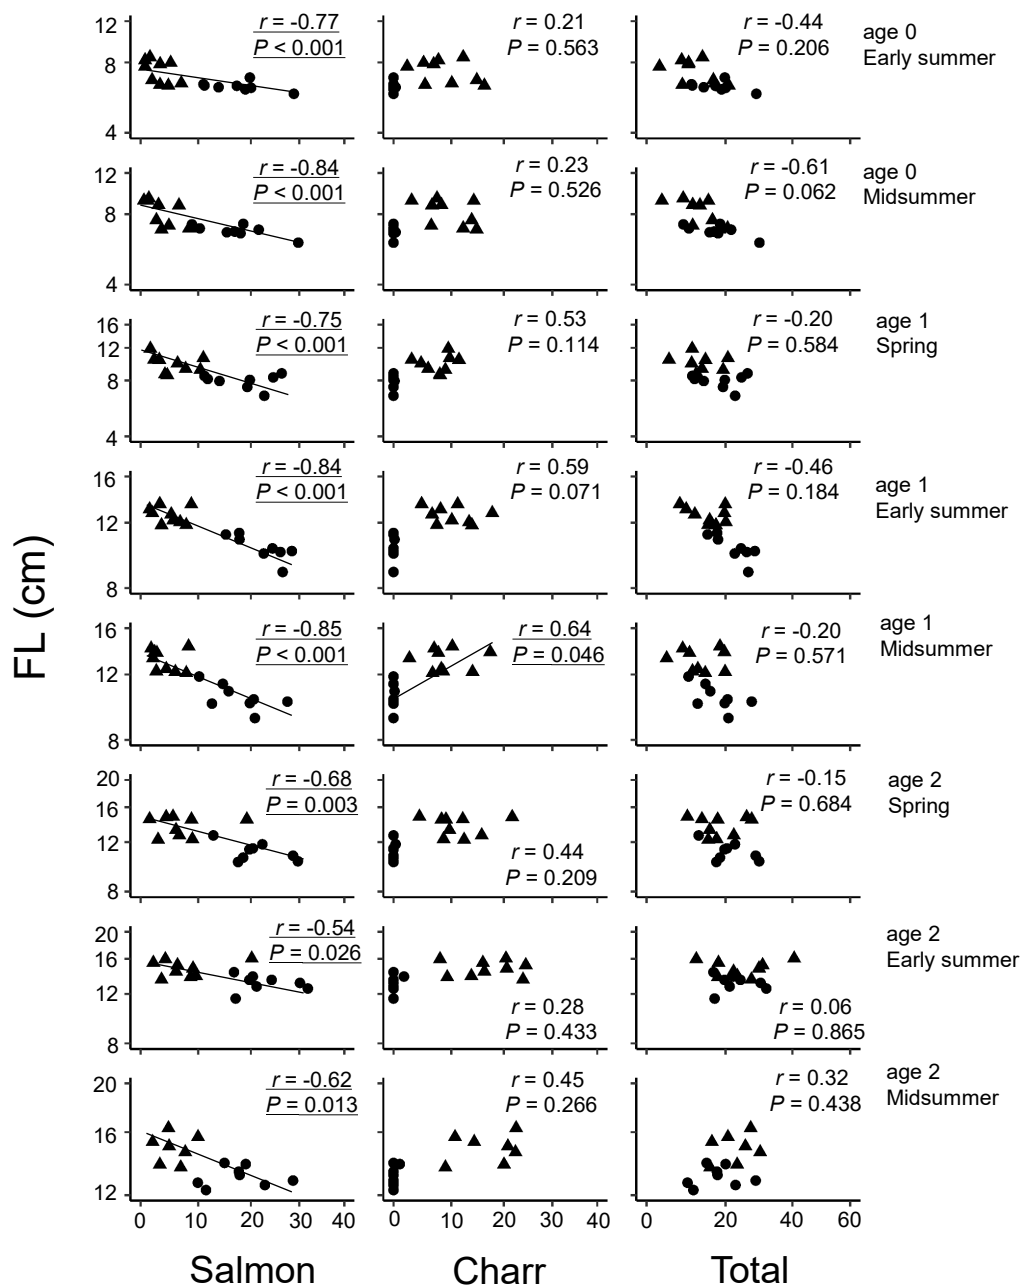 FL (cm)
12
8
4
r = -0.77
P < 0.001
r = 0.21
P = 0.563
r = -0.44
P = 0.206
age 0
Early summer
12
8
4
r = -0.84
P < 0.001
r = 0.23
P = 0.526
r = -0.61
P = 0.062
age 0
Midsummer
16
12
8
4
r = -0.75
P < 0.001
r = 0.53
P = 0.114
r = -0.20
P = 0.584
age 1
Spring
16
12
8
r = -0.84
P < 0.001
r = 0.59
P = 0.071
r = -0.46
P = 0.184
age 1
Early summer
16
12
8
r = -0.85
P < 0.001
r = 0.64
P = 0.046
r = -0.20
P = 0.571
age 1
Midsummer
20
16
12
8
r = -0.68
P = 0.003
r = 0.44
P = 0.209
r = -0.15
P = 0.684
age 2
Spring
20
16
12
8
r = -0.54
P = 0.026
r = 0.28
P = 0.433
r = 0.06
P = 0.865
age 2
Early summer
20
16
12
r = -0.62
P = 0.013
r = 0.45
P = 0.266
r = 0.32
P = 0.438
age 2
Midsummer
0 10 20 30 40
0 10 20 30 40
0 20 40 60
Salmon
Charr
Total